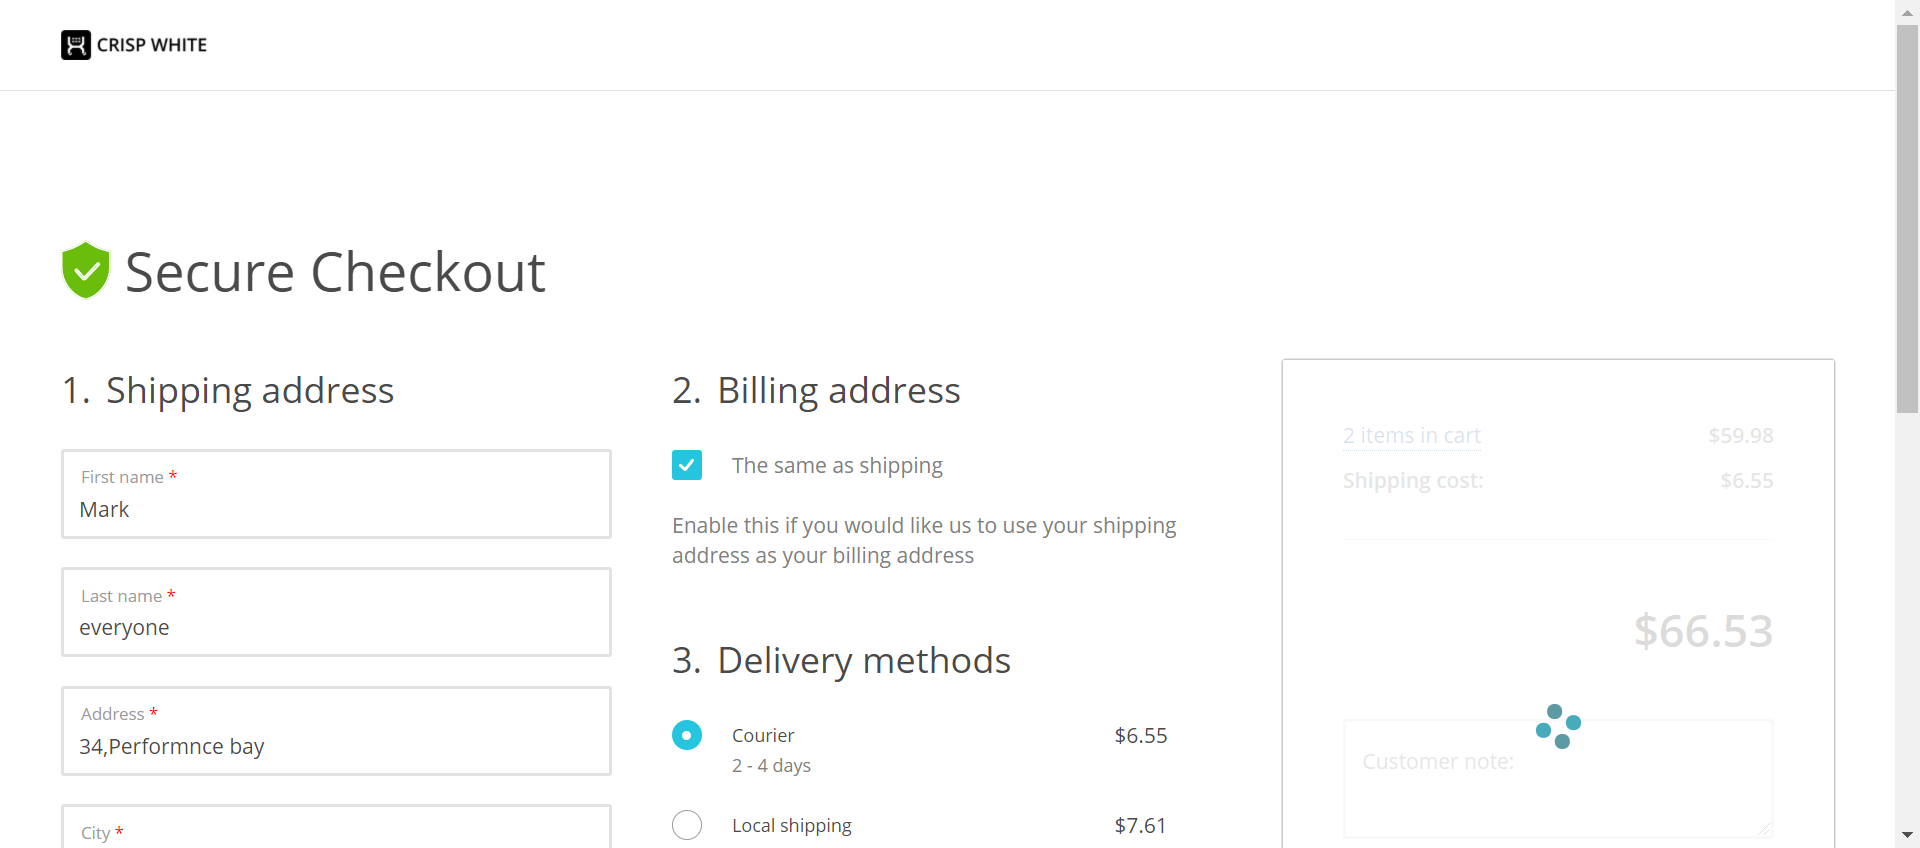 CRISP WHITE
Secure Checkout
1. Shipping address
First name *
Mark
Last name *
everyone
Address *
34,Performnce bay
City *
2. Billing address
The same as shipping
Enable this if you would like us to use your shipping
address as your billing address
3. Delivery methods
Courier $6.55
2 - 4 days
Local shipping $7.61
2 items in cart $59.98
Shipping cost: $6.55
$66.53
Customer note: